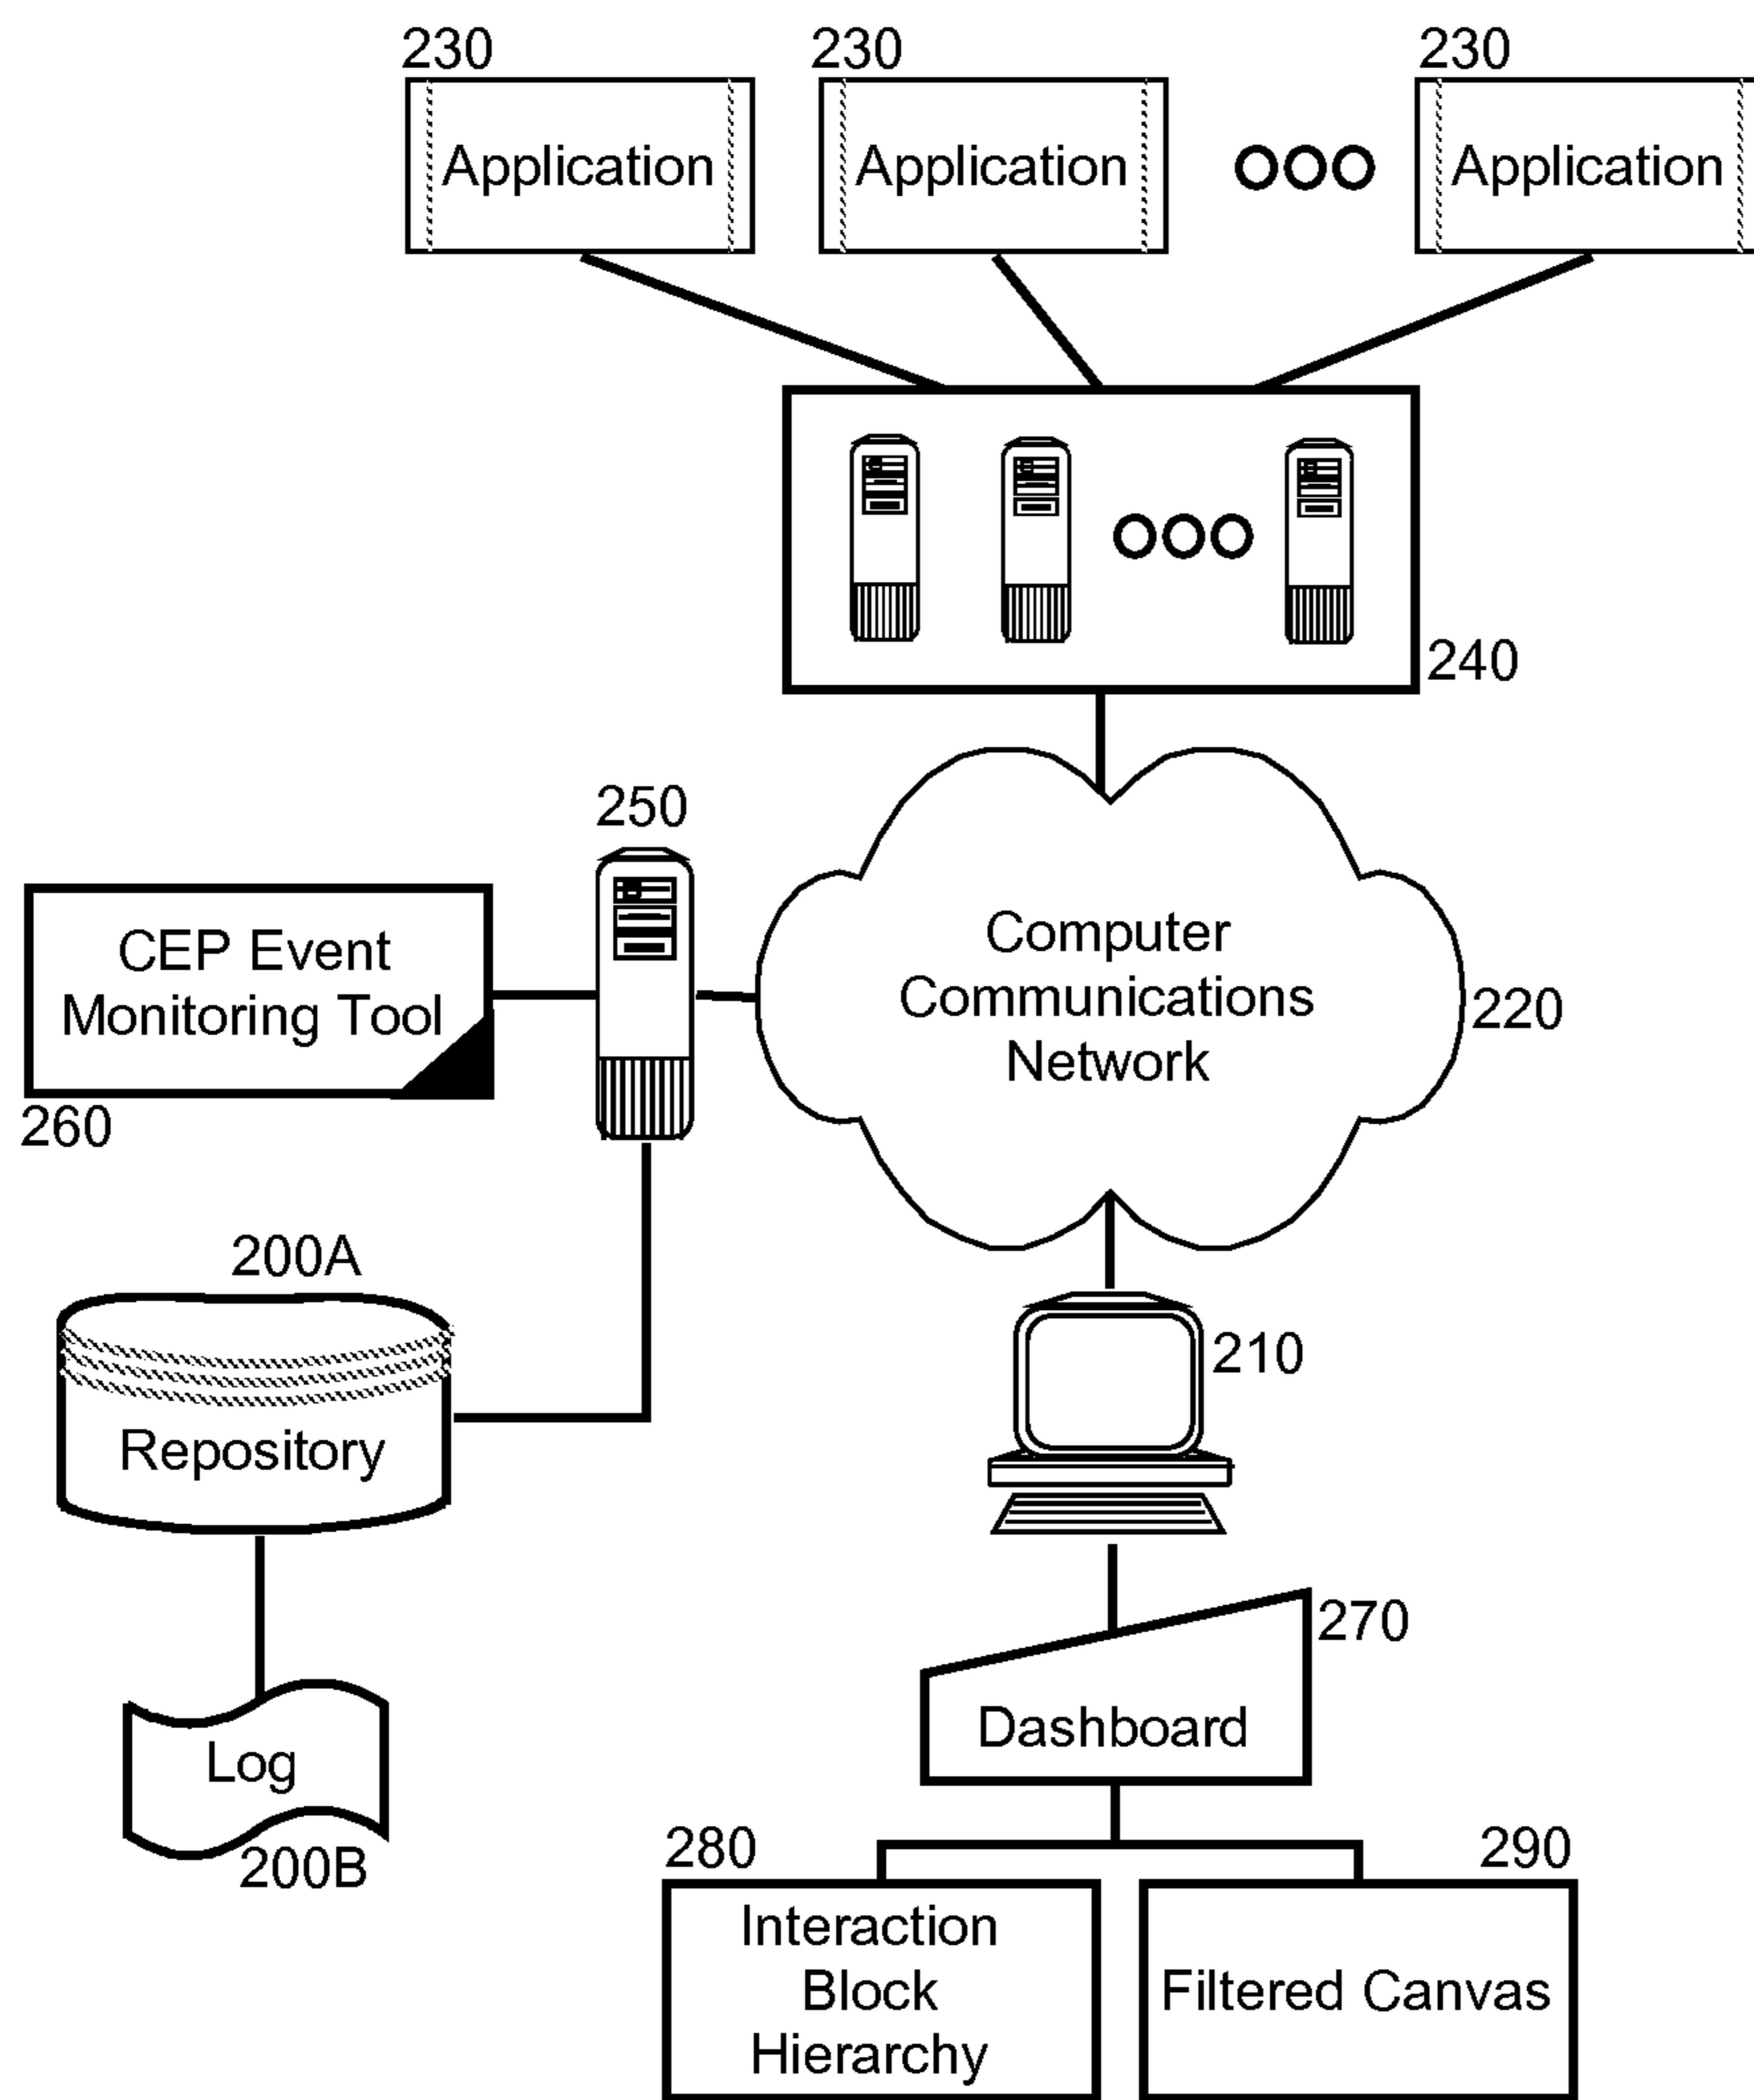 230
230
230
Application
Application
Application
240
250
CEP Event
Monitoring Tool
260
Computer
Communications
Network
220
200A
Repository
210
270
Dashboard
Log
200B
280
290
Interaction
Block
Hierarchy
Filtered Canvas